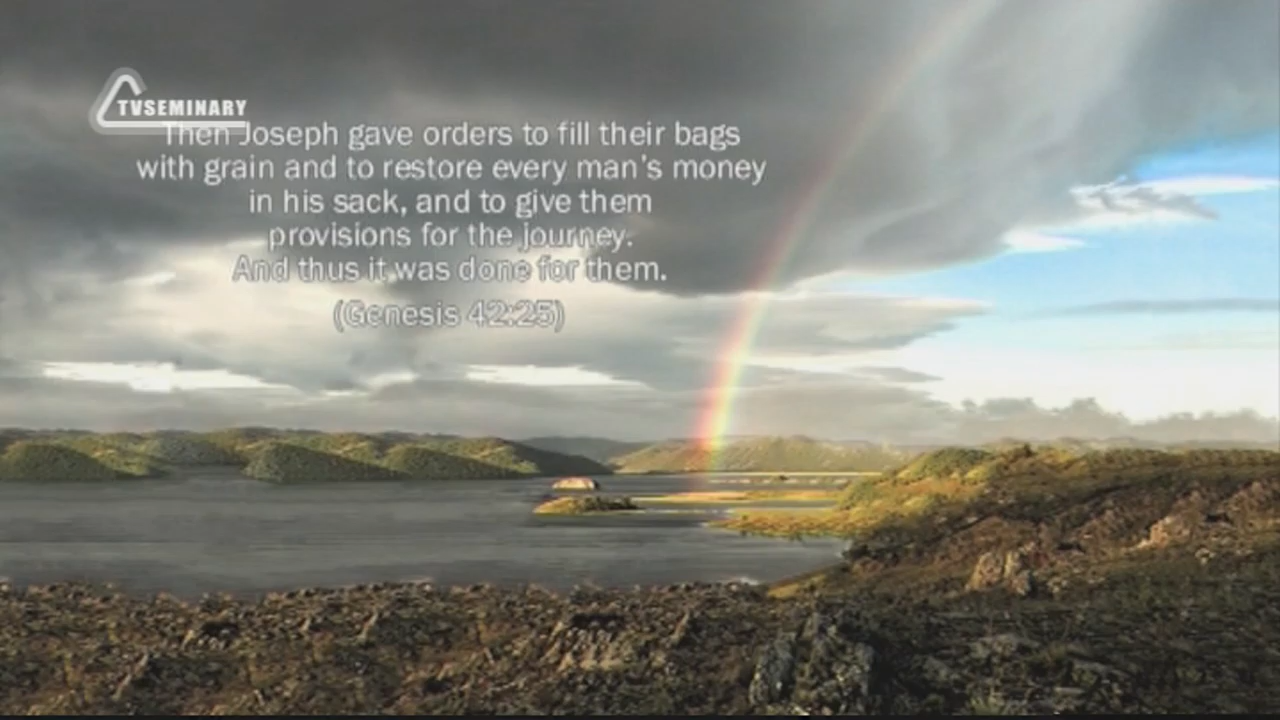 TVSEMINARY
Then Joseph gave orders to fill their bags
with grain and to restore every man's money
in his sack, and to give them
provisions for the journey.
And thus it was done for them.
(Genesis 42:25)